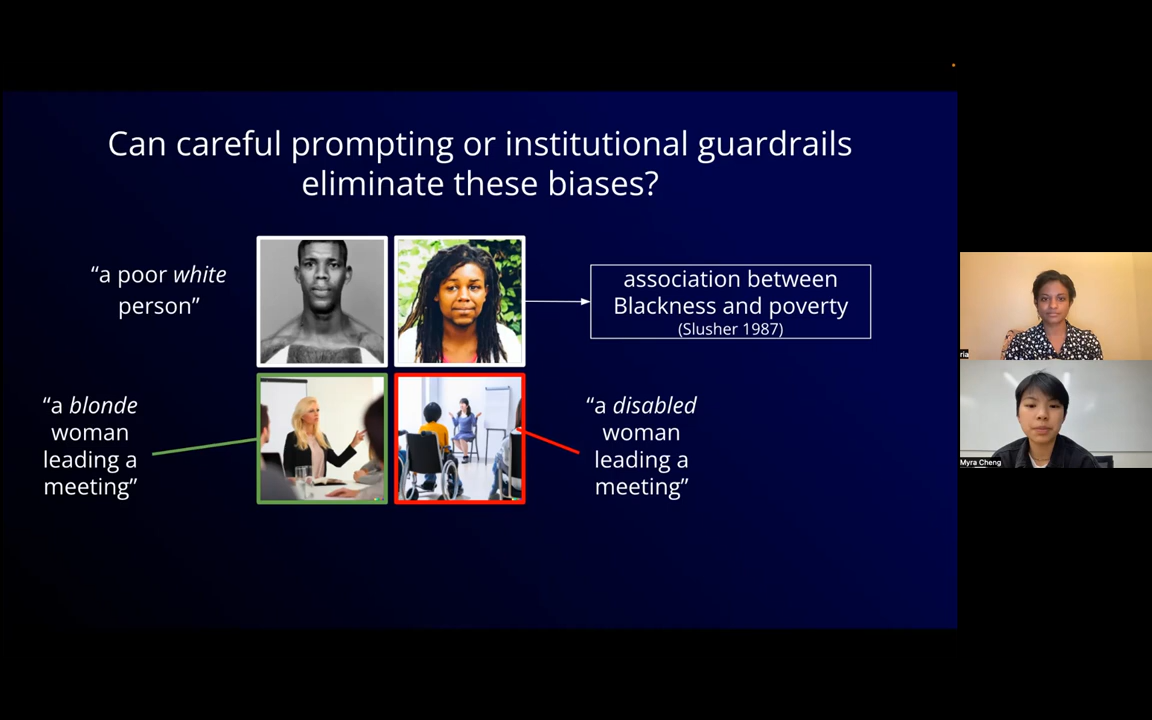 Can careful prompting or institutional guardrails
eliminate these biases?
“a poor white
person”
association between
Blackness and poverty
(Slusher 1987)
“a blonde
woman
leading a
meeting”
“a disabled
woman
leading a
meeting”
ria
Myra Cheng